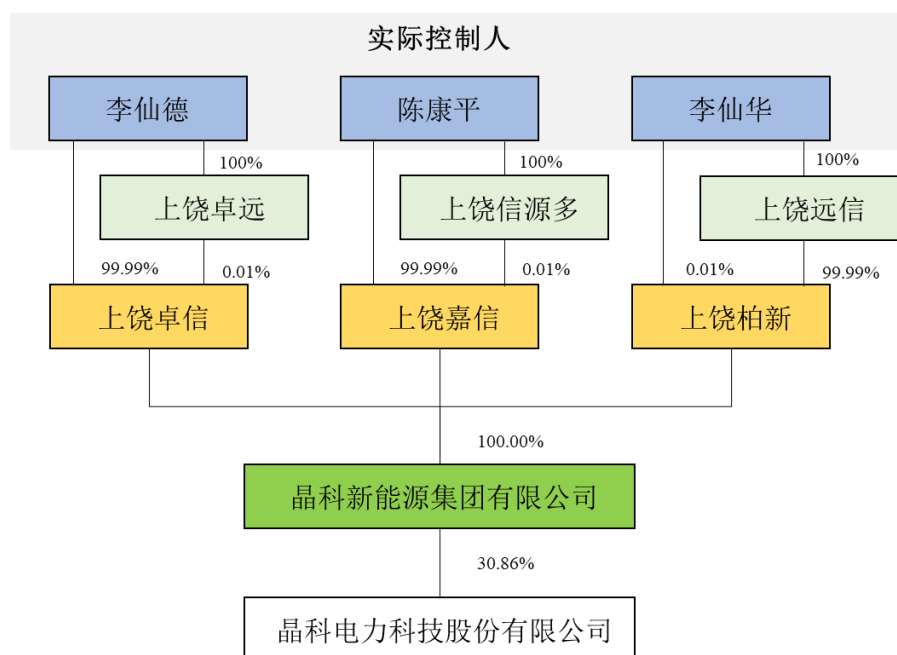 实际控制人
李仙德
陈康平
李仙华
100%
100%
100%
上饶卓远
上饶信源多
上饶远信
99.99%
0.01%
99.99%
0.01%
0.01%
99.99%
上饶卓信
上饶嘉信
上饶柏新
100.00%
晶科新能源集团有限公司
30.86%
晶科电力科技股份有限公司